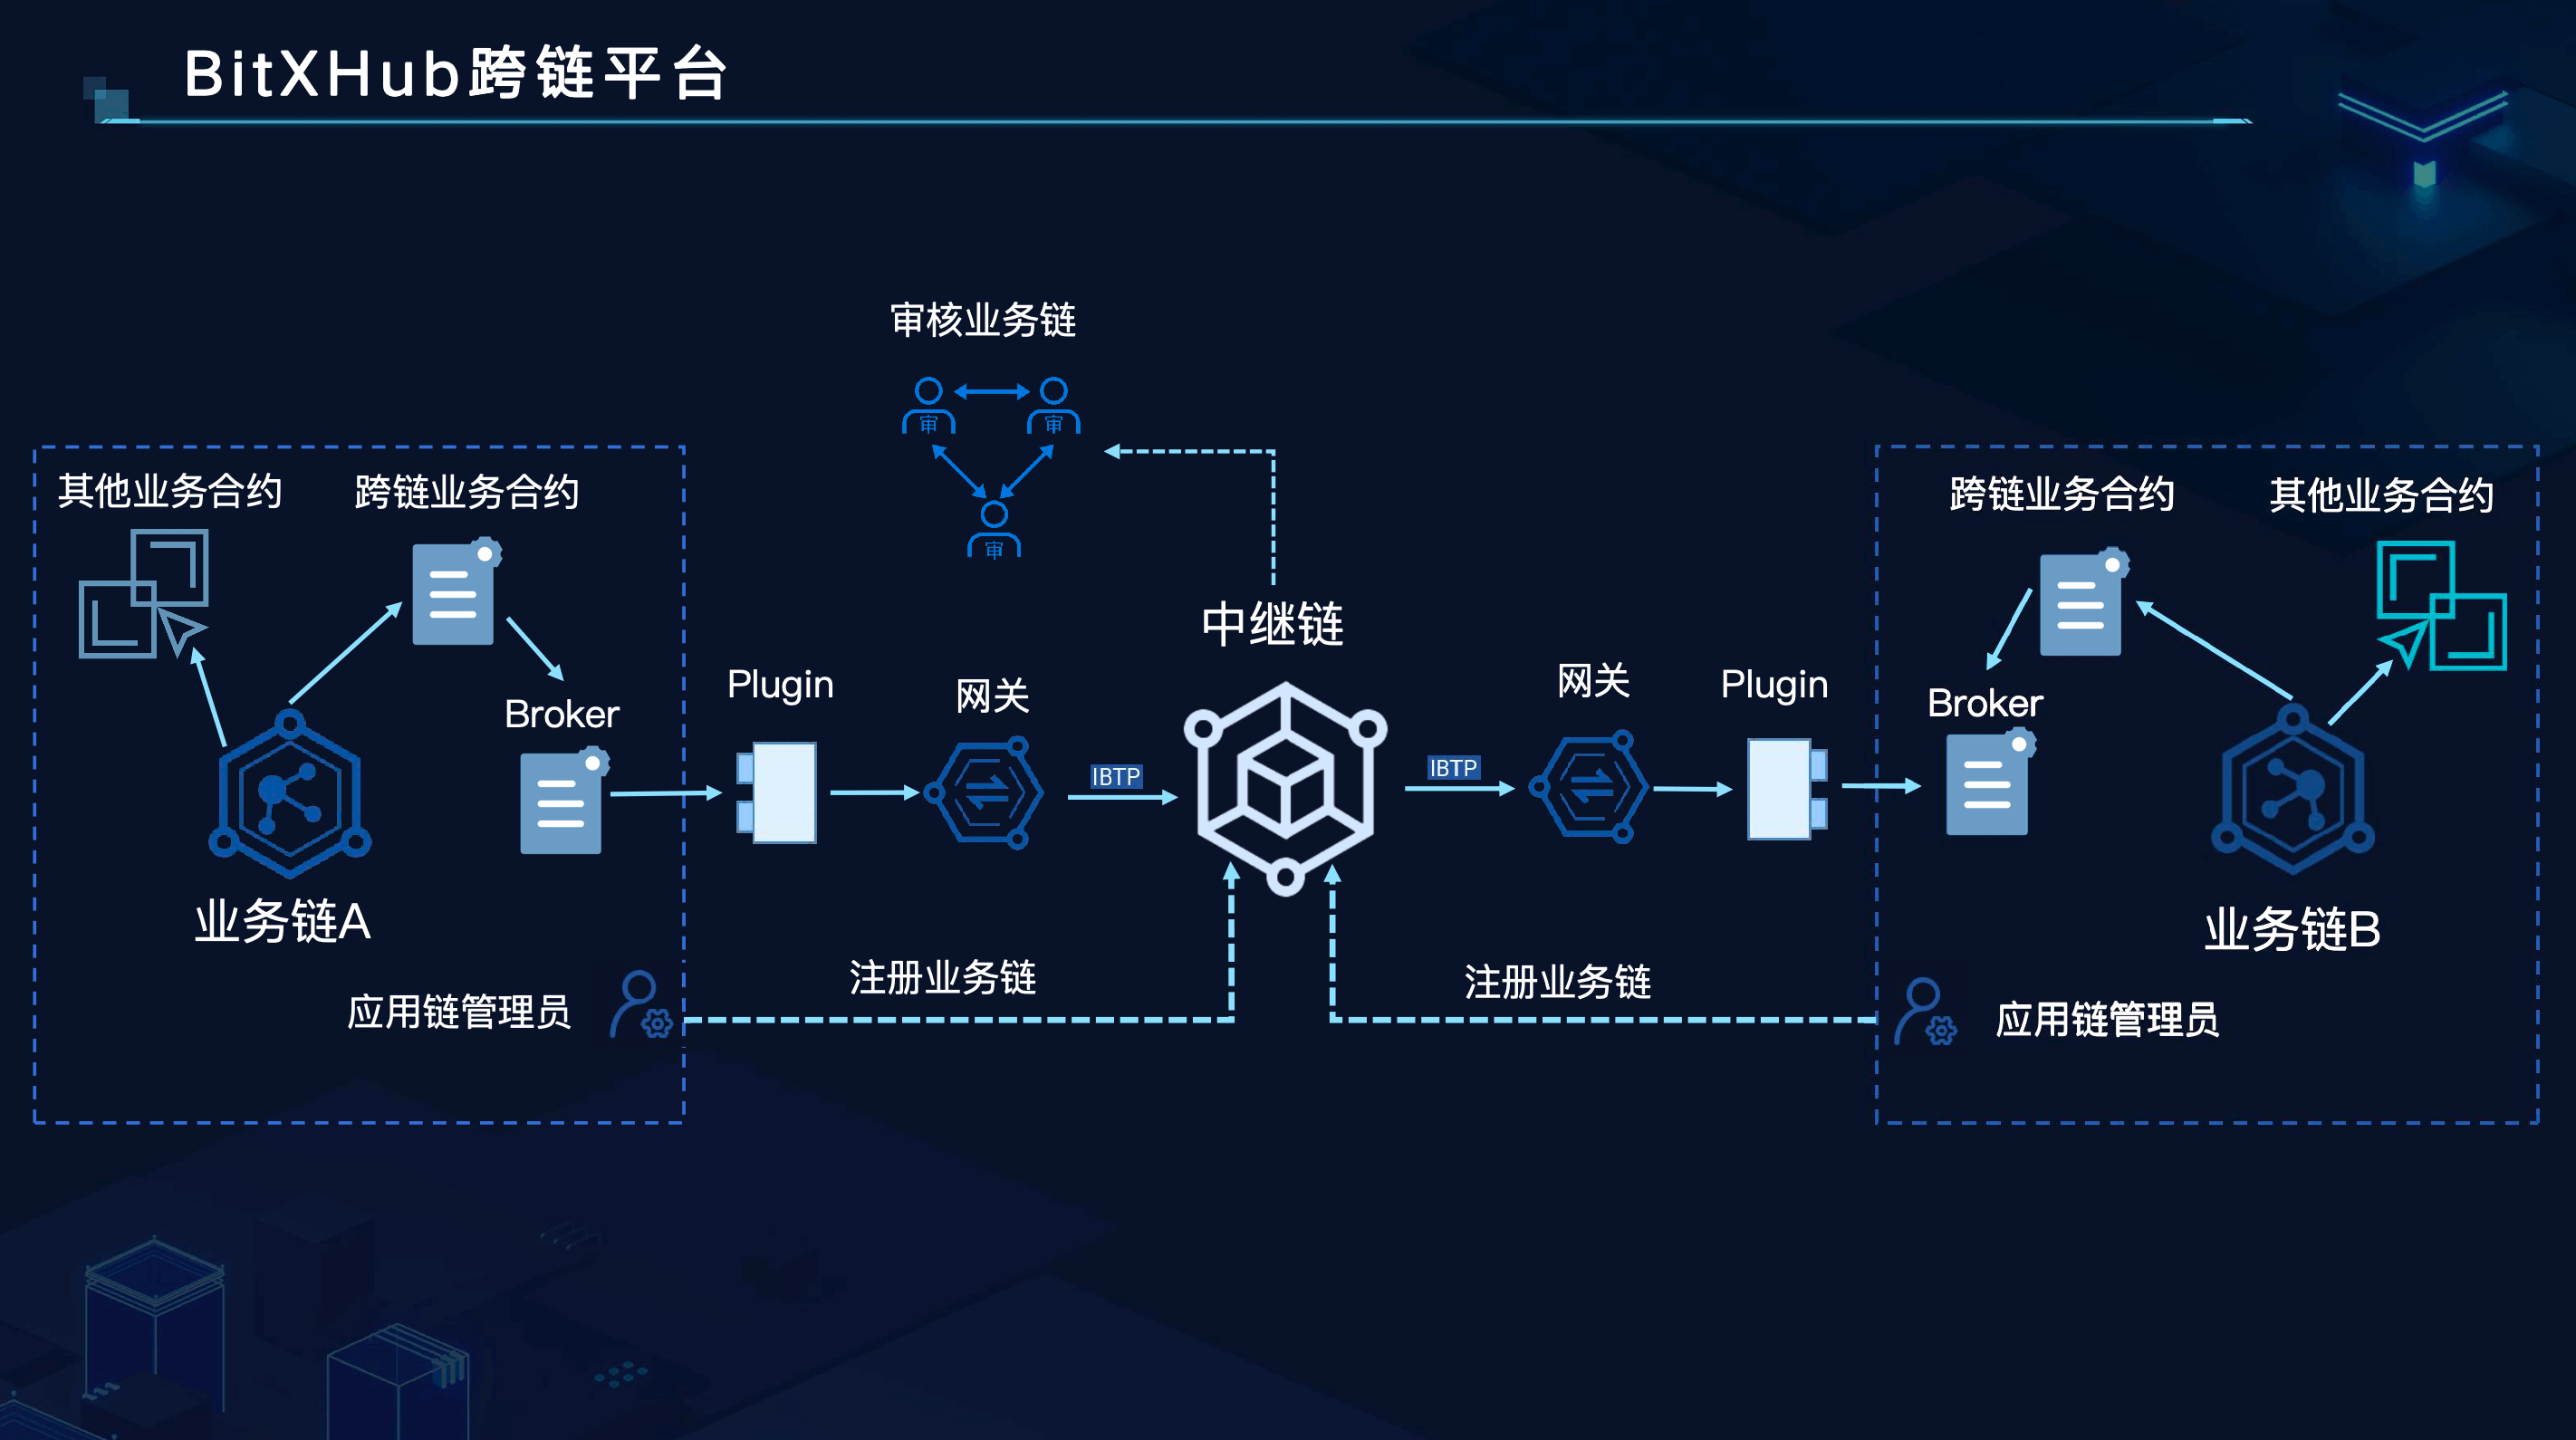 BitXHub跨链平台
审核业务链
审
审
审
其他业务合约
跨链业务合约
跨链业务合约
其他业务合约
中继链
Plugin
网关
网关
Plugin
Broker
Broker
IBTP
IBTP
业务链A
业务链B
注册业务链
注册业务链
应用链管理员
应用链管理员